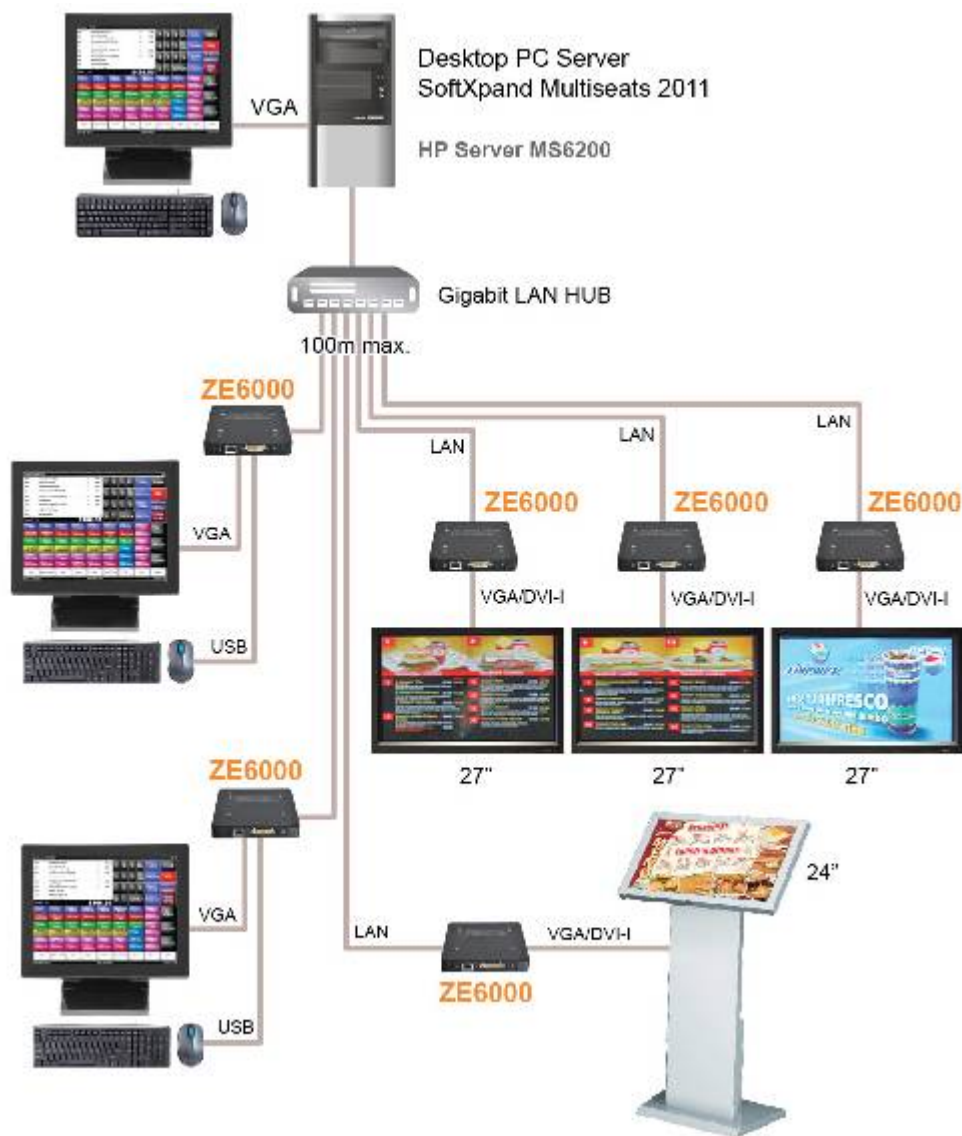 Desktop PC Server
SoftXpand Multiseats 2011
VGA
HP Server MS6200
Gigabit LAN HUB
100m max.
ZE6000
LAN
LAN
LAN
ZE6000
ZE6000
ZE6000
VGA
VGA/DVI-I
VGA/DVI-I
VGA/DVI-I
USB
27"
27"
27"
ZE6000
24"
VGA
LAN
VGA/DVI-I
ZE6000
USB